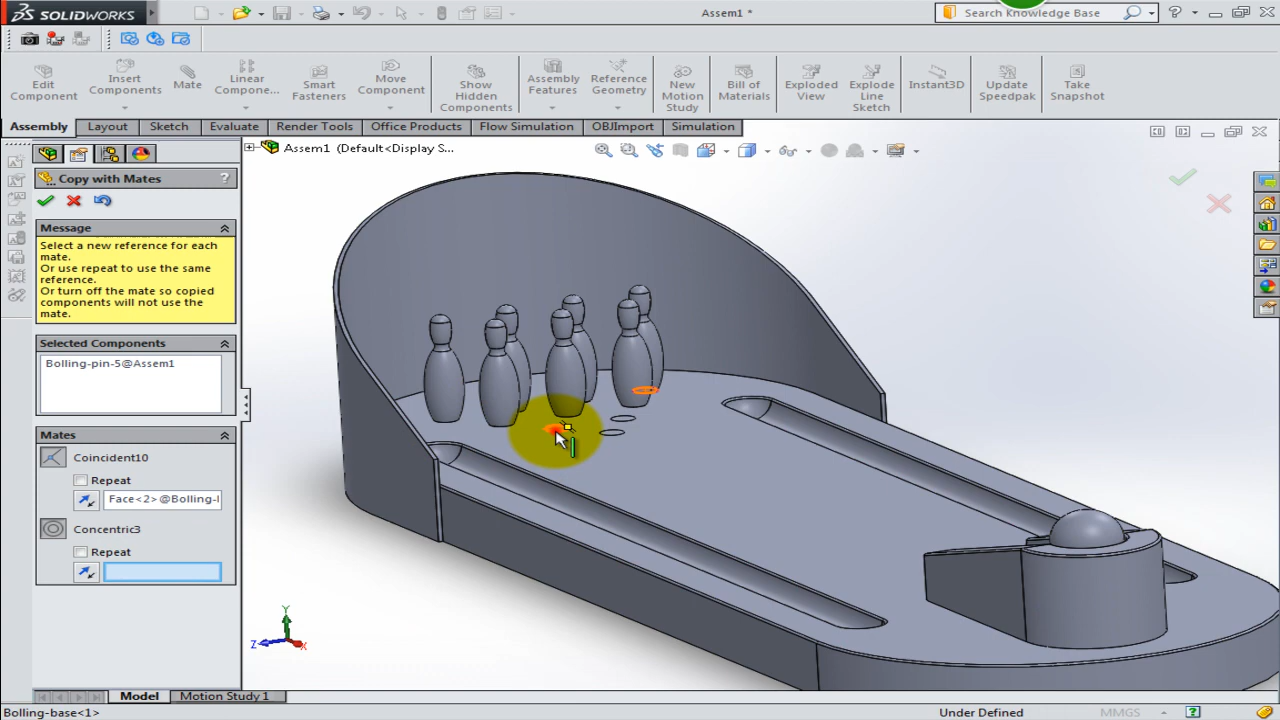 SOLIDWORKS
Assem1 *
Search Knowledge Base
Edit Component
Insert Components
Mate
Linear Compone...
Smart Fasteners
Move Component
Show Hidden Components
Assembly Features
Reference Geometry
New Motion Study
Bill of Materials
Exploded View
Explode Line Sketch
Instant3D
Update Speedpak
Take Snapshot
Assembly Layout Sketch Evaluate Render Tools Office Products Flow Simulation OBJImport Simulation
Assem1 (Default<Display S...
Copy with Mates
?
Message
Select a new reference for each
mate.
Or use repeat to use the same
reference.
Or turn off the mate so copied
components will not use the
mate.
Selected Components
Bolling-pin-5@Assem1
Mates
Coincident10
Repeat
Face<2>@Bolling-
Concentric3
Repeat
Y
Z
X
Model Motion Study 1
Bolling-base<1>
Under Defined
MMGS